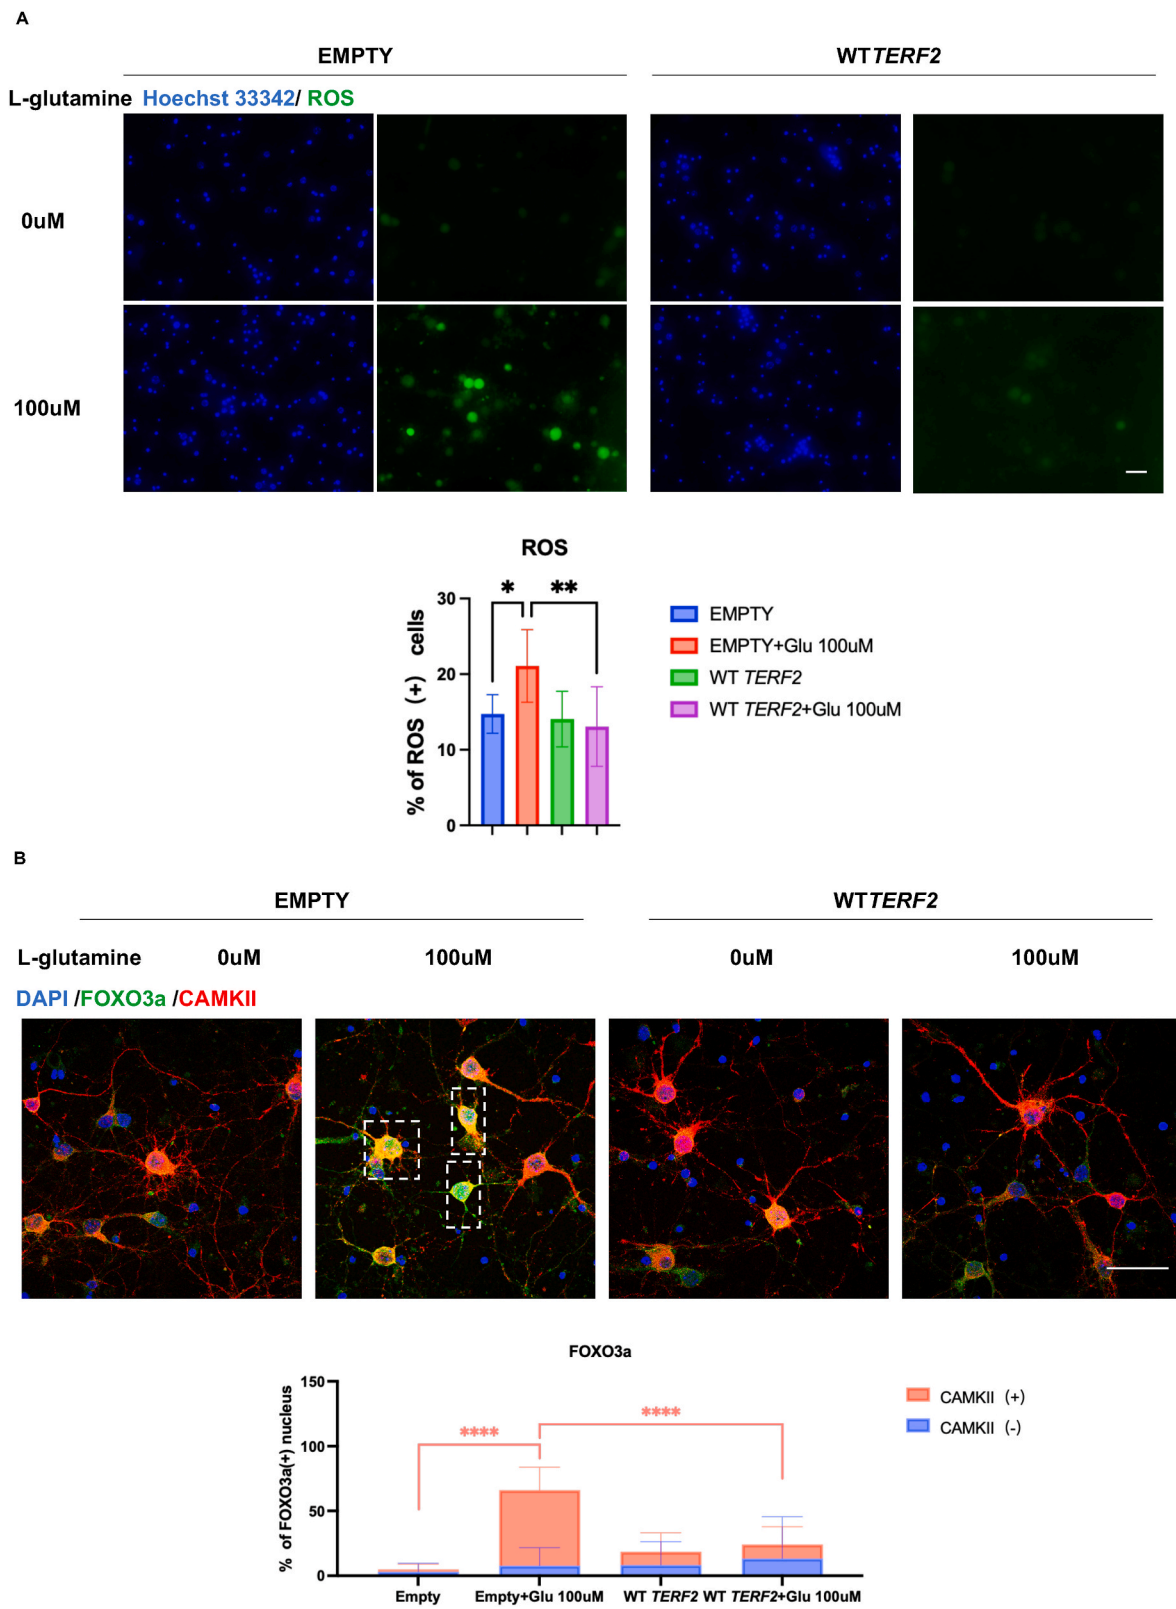 A
EMPTY
WT TERF2
L-glutamine Hoechst 33342/ ROS
0uM
100uM
ROS
* **
% of ROS (+) cells
30
20
10
0
EMPTY
EMPTY+Glu 100uM
WT TERF2
WT TERF2+Glu 100uM
B
EMPTY
WT TERF2
L-glutamine 0uM 100uM 0uM 100uM
DAPI /FOXO3a /CAMKII
FOXO3a
% of FOXO3a(+) nucleus
150
100
50
0
****
****
CAMKII (+)
CAMKII (-)
Empty Empty+Glu 100uM WT TERF2 WT TERF2+Glu 100uM